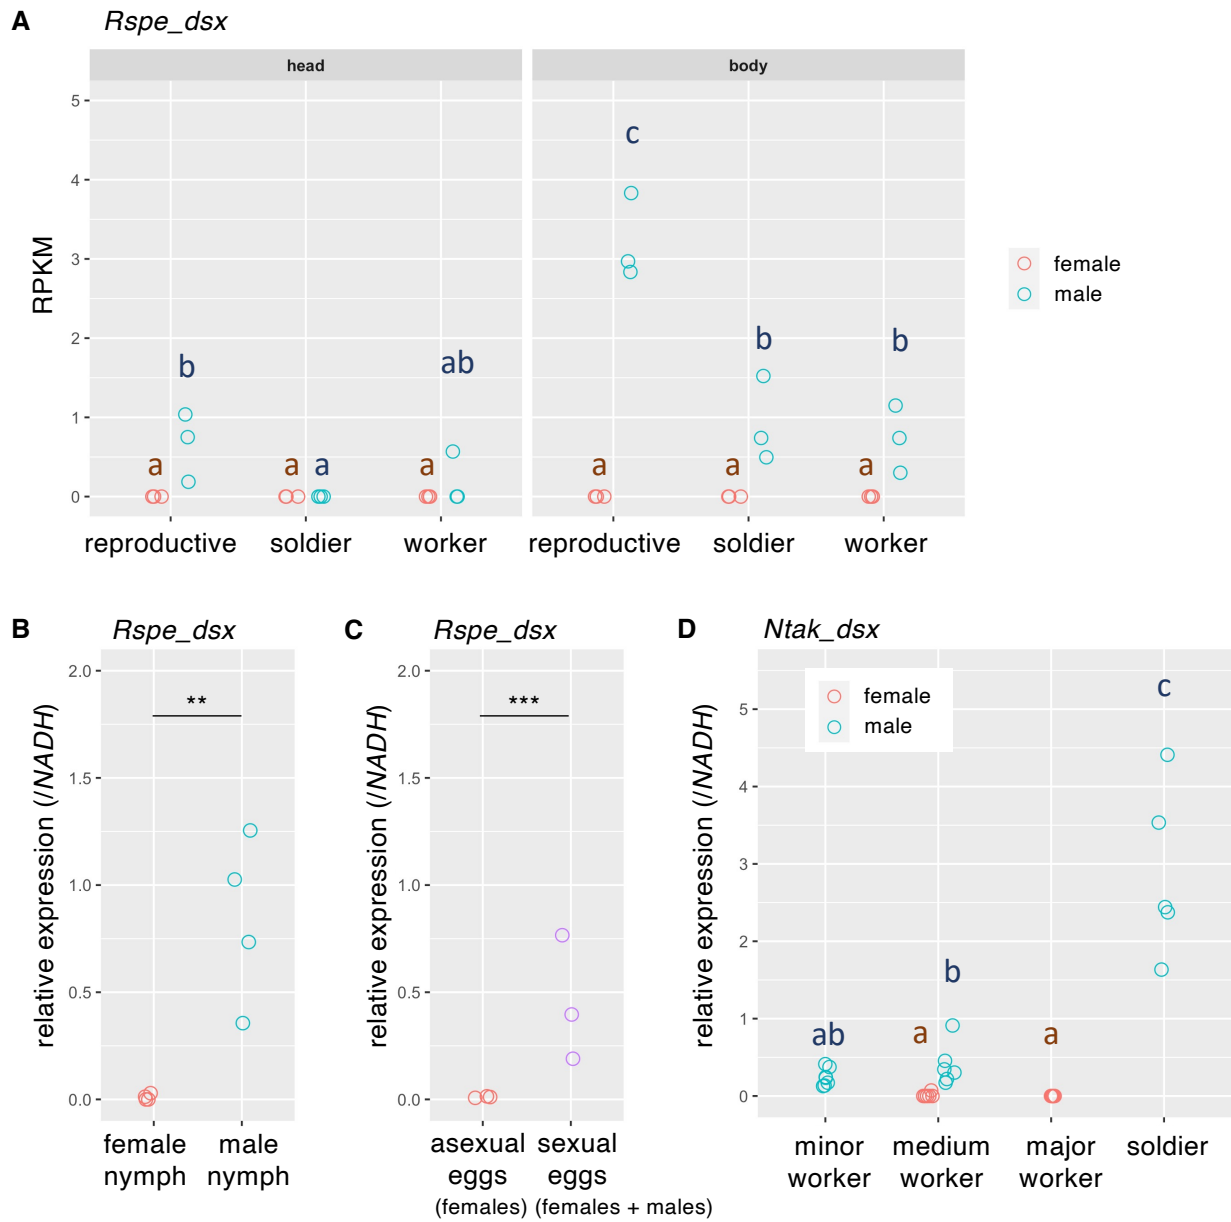 A Rspe_dsx
head body
5
4
3
2
1
0
RPKM
c
b
ab
b
b
a
a
a
a
a
a
a
reproductive soldier worker reproductive soldier worker
female
male
B Rspe_dsx
2.0
1.5
1.0
0.5
0.0
relative expression (/NADH)
**
female
nymph
male
nymph
C Rspe_dsx
2.0
1.5
1.0
0.5
0.0
relative expression (/NADH)
***
asexual
eggs
(females)
sexual
eggs
(females + males)
D Ntak_dsx
female
male
5
4
3
2
1
0
relative expression (/NADH)
c
b
ab
a
a
minor
worker
medium
worker
major
worker
soldier